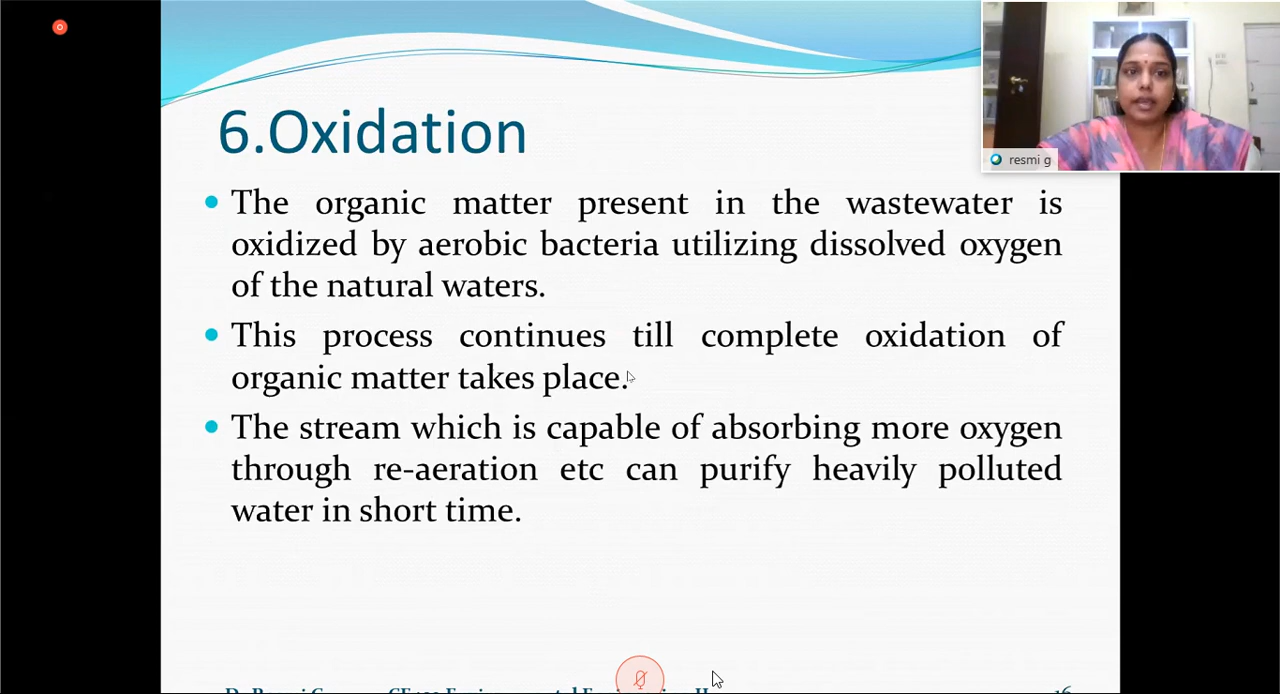 6.Oxidation
resmi g
• The organic matter present in the wastewater is
oxidized by aerobic bacteria utilizing dissolved oxygen
of the natural waters.
• This process continues till complete oxidation of
organic matter takes place.
• The stream which is capable of absorbing more oxygen
through re-aeration etc can purify heavily polluted
water in short time.